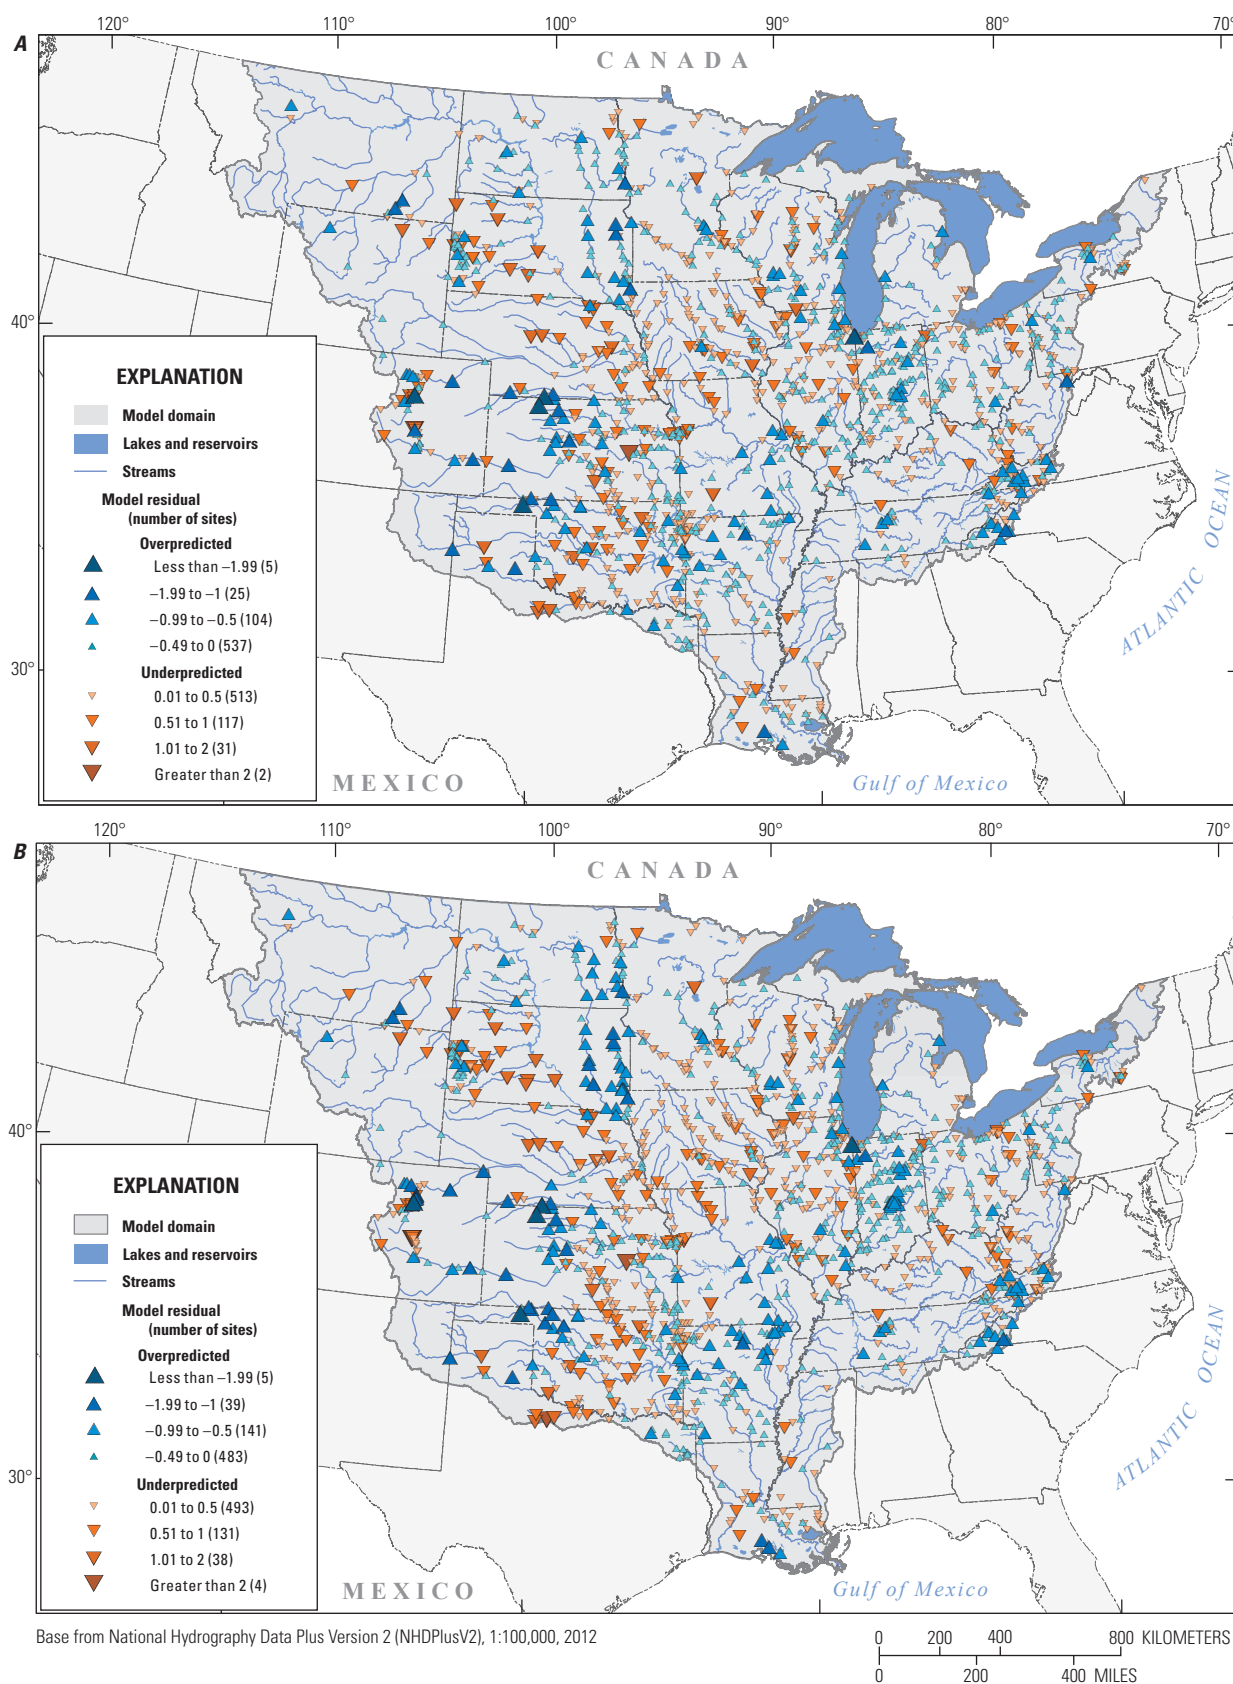 A
120°
110°
100°
90°
80°
70°
CANADA
40°
30°
EXPLANATION
Model domain
Lakes and reservoirs
Streams
Model residual
(number of sites)
Overpredicted
Less than –1.99 (5)
–1.99 to –1 (25)
–0.99 to –0.5 (104)
–0.49 to 0 (537)
Underpredicted
0.01 to 0.5 (513)
0.51 to 1 (117)
1.01 to 2 (31)
Greater than 2 (2)
MEXICO
Gulf of Mexico
ATLANTIC OCEAN
B
120°
110°
100°
90°
80°
70°
CANADA
40°
30°
EXPLANATION
Model domain
Lakes and reservoirs
Streams
Model residual
(number of sites)
Overpredicted
Less than –1.99 (5)
–1.99 to –1 (39)
–0.99 to –0.5 (141)
–0.49 to 0 (483)
Underpredicted
0.01 to 0.5 (493)
0.51 to 1 (131)
1.01 to 2 (38)
Greater than 2 (4)
MEXICO
Gulf of Mexico
ATLANTIC OCEAN
Base from National Hydrography Data Plus Version 2 (NHDPlusV2), 1:100,000, 2012
0 200 400 800 KILOMETERS
0 200 400 MILES